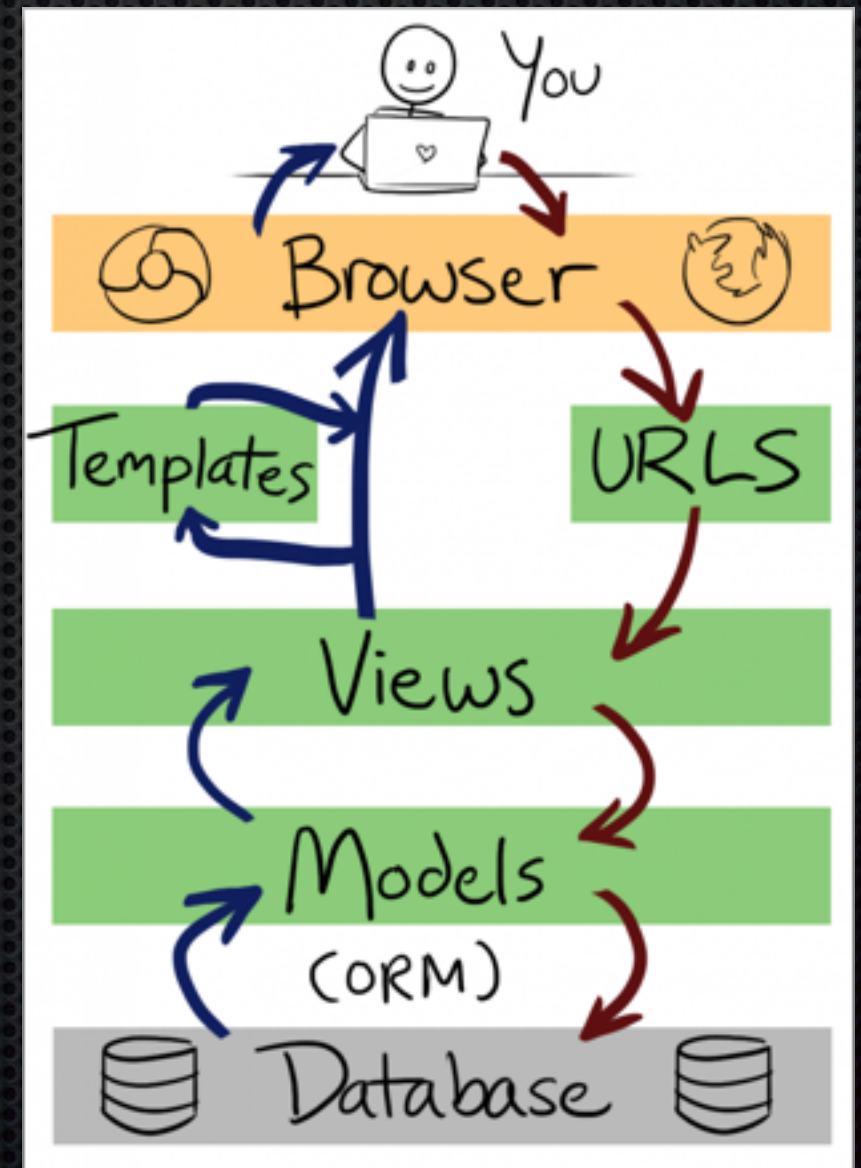 You
Browser
Templates
URLS
Views
Models
(ORM)
Database